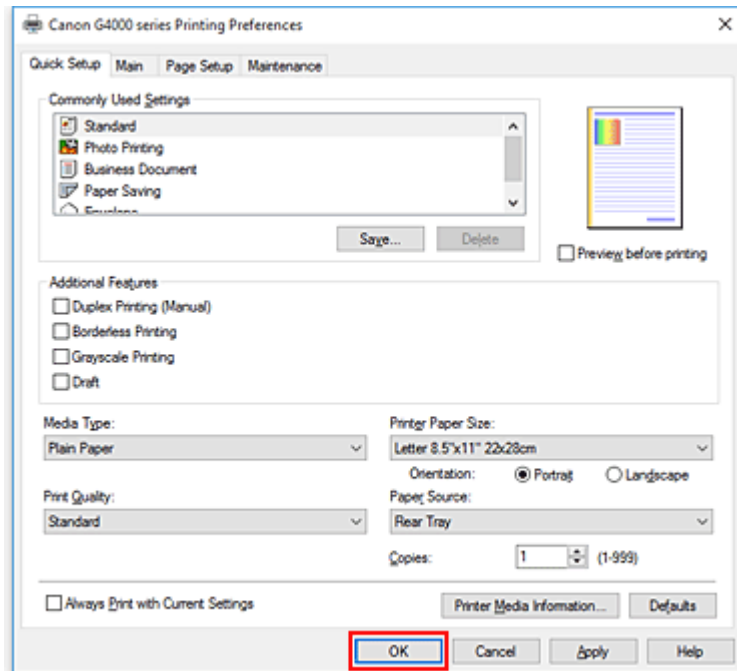 Canon G4000 series Printing Preferences
Quick Setup Main Page Setup Maintenance
Commonly Used Settings
Standard
Photo Printing
Business Document
Paper Saving
Envelope
Save... Delete
Preview before printing
Additional Features
Duplex Printing (Manual)
Borderless Printing
Grayscale Printing
Draft
Media Type: Printer Paper Size:
Plain Paper Letter 8.5"x11" 22x28cm
Orientation: Portrait Landscape
Print Quality: Paper Source:
Standard Rear Tray
Copies: 1 (1-999)
Always Print with Current Settings Printer Media Information... Defaults
OK Cancel Apply Help